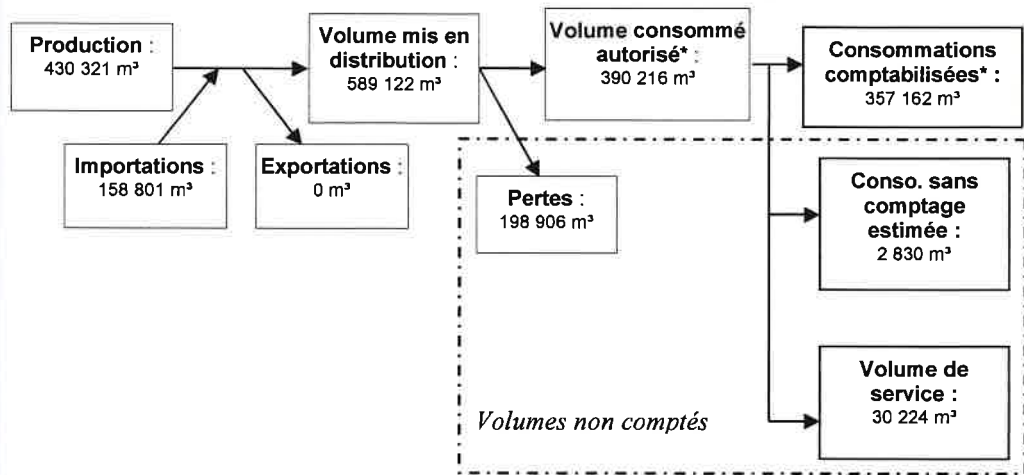 Production :
430 321 m³
Volume mis en
distribution :
589 122 m³
Volume consommé
autorisé* :
390 216 m³
Consommations
comptabilisées* :
357 162 m³
Importations :
158 801 m³
Exportations :
0 m³
Pertes :
198 906 m³
Conso. sans
comptage
estimée :
2 830 m³
Volume de
service :
30 224 m³
Volumes non comptés